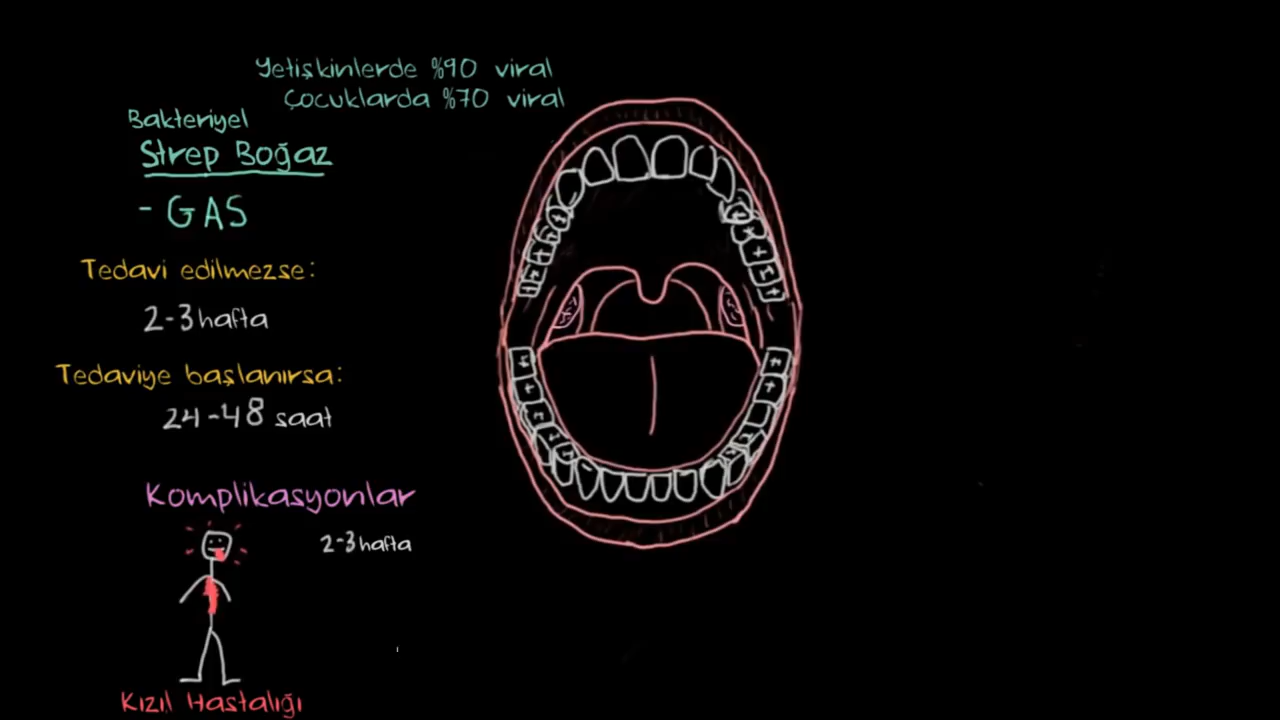 Yetişkinlerde %90 viral
Çocuklarda %70 viral
Bakteriyel
Strep Boğaz
- GAS
Tedavi edilmezse:
2-3 hafta
Tedaviye başlanırsa:
24-48 saat
Komplikasyonlar
2-3 hafta
Kızıl Hastalığı